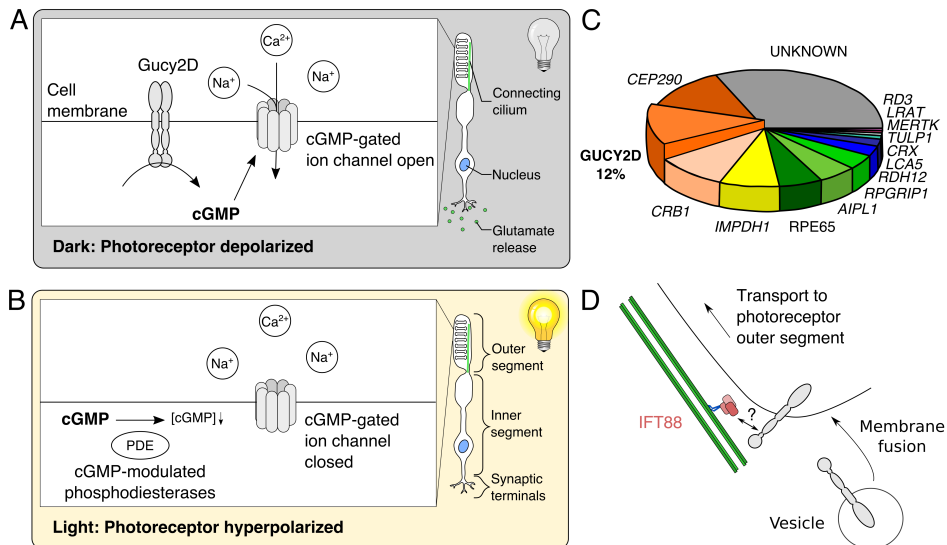 A
Gucy2D
Ca²⁺
Na⁺
Na⁺
Cell
membrane
cGMP-gated
ion channel open
cGMP
Connecting
cilium
Nucleus
Glutamate
release
Dark: Photoreceptor depolarized
B
Ca²⁺
Na⁺
Na⁺
cGMP
[cGMP]↓
PDE
cGMP-modulated
phosphodiesterases
cGMP-gated
ion channel
closed
Outer
segment
Inner
segment
Synaptic
terminals
Light: Photoreceptor hyperpolarized
C
UNKNOWN
CEP290
RD3
LRAT
MERTK
TULP1
CRX
LCA5
RDH12
RPGRIP1
AIPL1
RPE65
IMPDH1
CRB1
GUCY2D
12%
D
Transport to
photoreceptor
outer segment
IFT88
?
Membrane
fusion
Vesicle